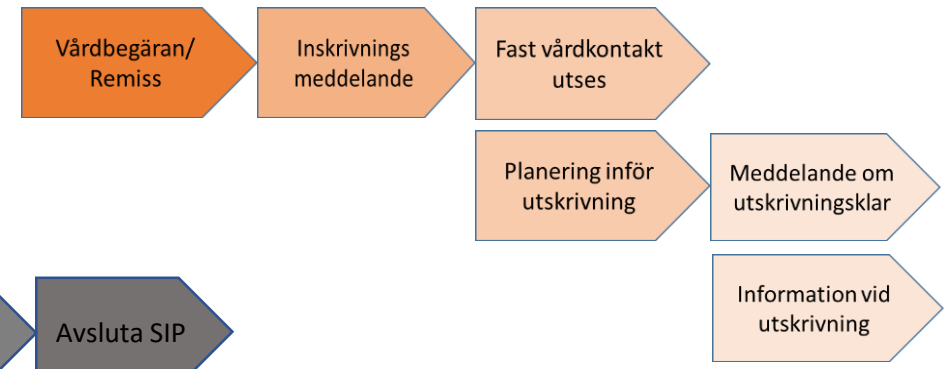 Vårdbegäran/
Remiss
Inskrivnings
meddelande
Fast vårdkontakt
utses
Planering inför
utskrivning
Meddelande om
utskrivningsklar
Information vid
utskrivning
Avsluta SIP